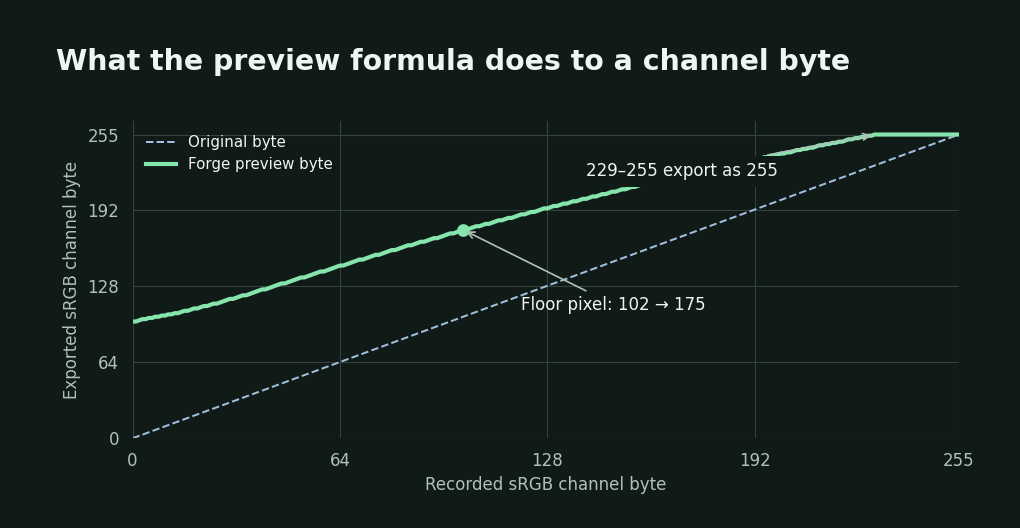 What the preview formula does to a channel byte
Original byte
Forge preview byte
229–255 export as 255
Floor pixel: 102 → 175
Exported sRGB channel byte
255
192
128
64
0
0
64
128
192
255
Recorded sRGB channel byte